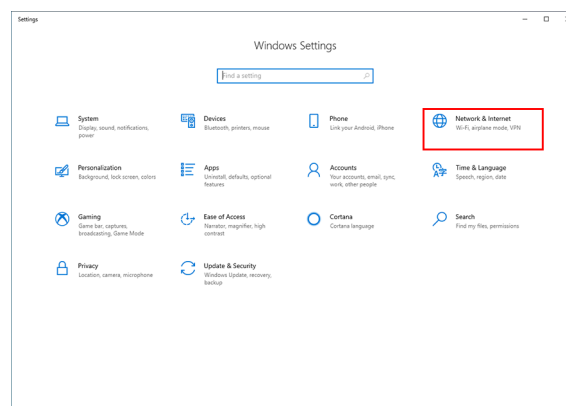 Settings
Windows Settings
Find a setting
System
Display, sound, notifications,
power
Devices
Bluetooth, printers, mouse
Phone
Link your Android, iPhone
Network & Internet
Wi-Fi, airplane mode, VPN
Personalization
Background, lock screen, colors
Apps
Uninstall, defaults, optional
features
Accounts
Your accounts, email, sync,
work, other people
Time & Language
Speech, region, date
Gaming
Game bar, captures,
broadcasting, Game Mode
Ease of Access
Narrator, magnifier, high
contrast
Cortana
Cortana language
Search
Find my files, permissions
Privacy
Location, camera, microphone
Update & Security
Windows Update, recovery,
backup